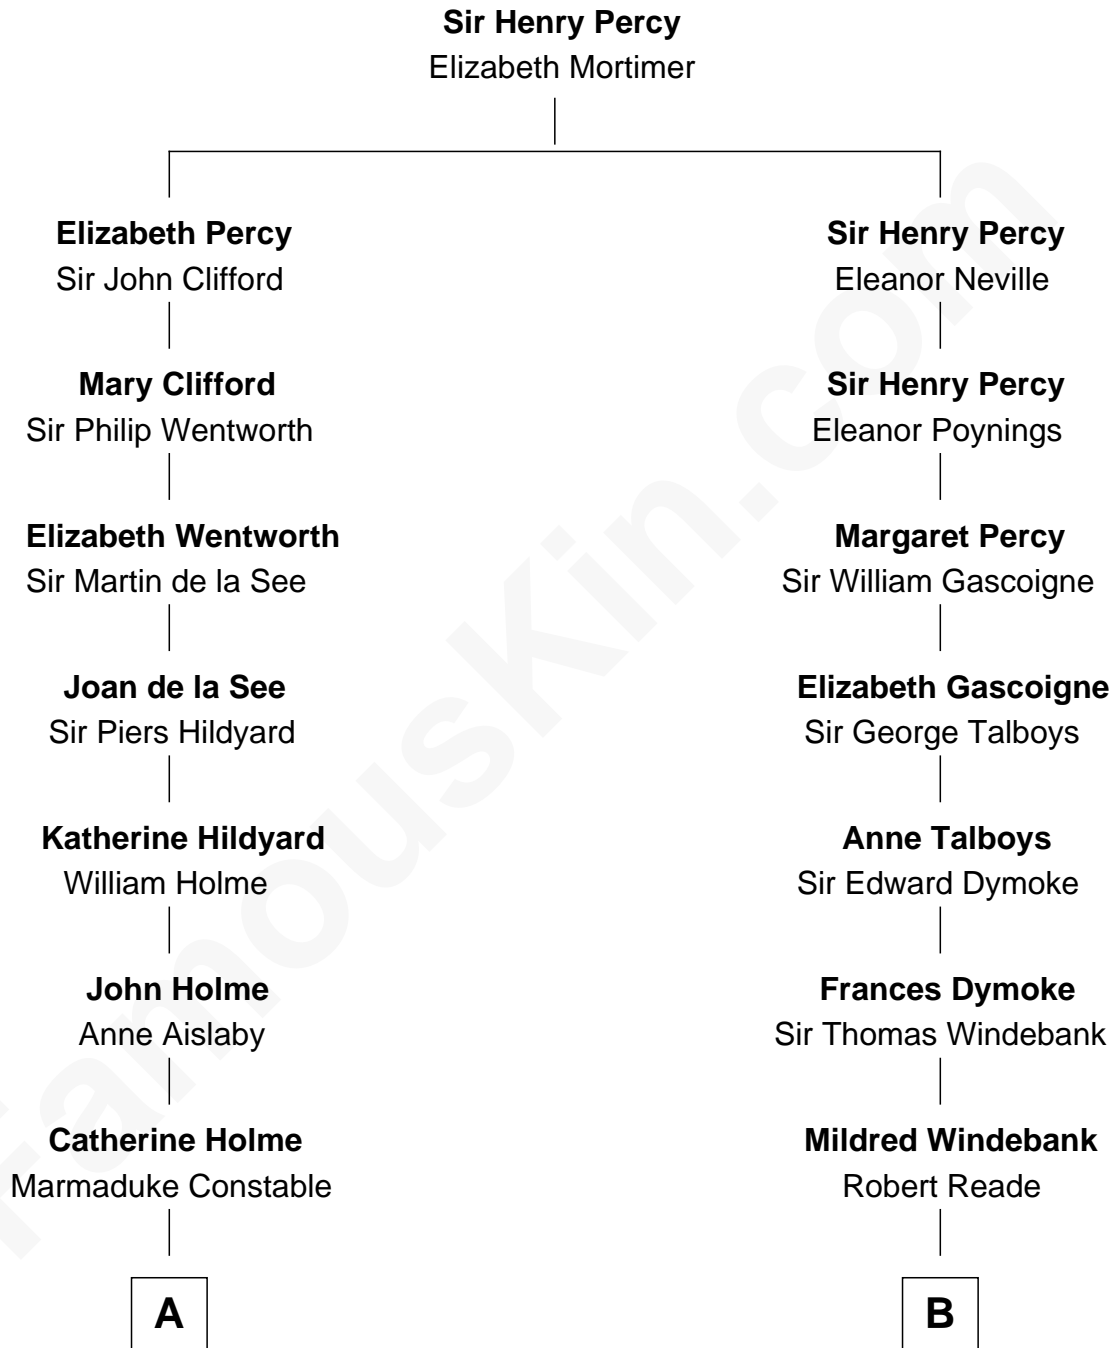 Sir Henry Percy
Elizabeth Mortimer
Elizabeth Percy
Sir John Clifford
Sir Henry Percy
Eleanor Neville
Mary Clifford
Sir Philip Wentworth
Sir Henry Percy
Eleanor Poynings
Elizabeth Wentworth
Sir Martin de la See
Margaret Percy
Sir William Gascoigne
Joan de la See
Sir Piers Hildyard
Elizabeth Gascoigne
Sir George Talboys
Katherine Hildyard
William Holme
Anne Talboys
Sir Edward Dymoke
John Holme
Anne Aislaby
Frances Dymoke
Sir Thomas Windebank
Catherine Holme
Marmaduke Constable
Mildred Windebank
Robert Reade
A
B
FamousKin.com